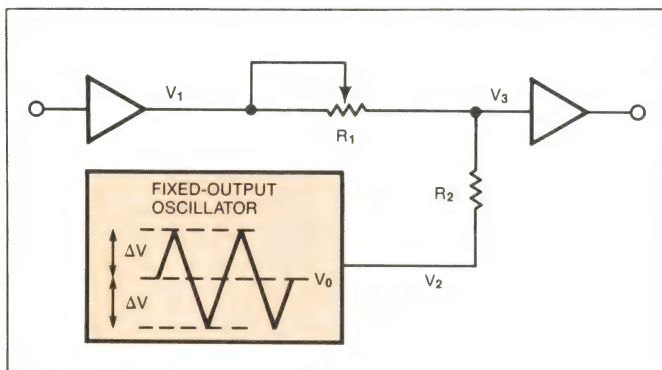 V₁
V₃
R₁
R₂
FIXED-OUTPUT
OSCILLATOR
ΔV
V₀
ΔV
V₂